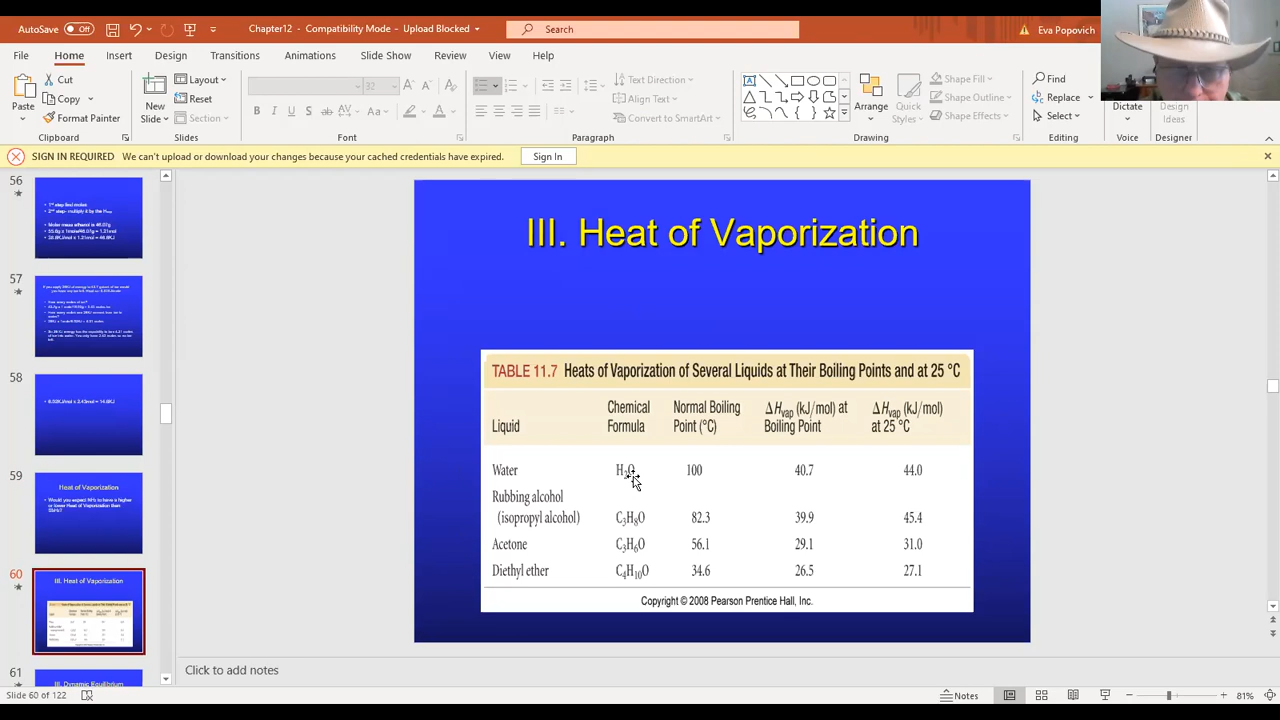 AutoSave Off Chapter12 - Compatibility Mode - Upload Blocked Search Eva Popovich
File Home Insert Design Transitions Animations Slide Show Review View Help
Paste
Cut
Copy
Format Painter
Clipboard
New
Slide
Layout
Reset
Section
Slides
32
B I U S ab AV Aa
Font
Text Direction
Align Text
Convert to SmartArt
Paragraph
Arrange
Quick
Styles
Shape Fill
Shape Outline
Shape Effects
Drawing
Find
Replace
Select
Editing
Dictate
Voice
Design
Ideas
Designer
SIGN IN REQUIRED We can't upload or download your changes because your cached credentials have expired. Sign In
56
57
58
59
Heat of Vaporization
60
III. Heat of Vaporization
61
III. Dynamic Equilibrium
III. Heat of Vaporization
TABLE 11.7 Heats of Vaporization of Several Liquids at Their Boiling Points and at 25 °C
Liquid
Chemical
Formula
Normal Boiling
Point (°C)
ΔHvap (kJ/mol) at
Boiling Point
ΔHvap (kJ/mol)
at 25 °C
Water H₂O 100 40.7 44.0
Rubbing alcohol
(isopropyl alcohol) C₃H₈O 82.3 39.9 45.4
Acetone C₃H₆O 56.1 29.1 31.0
Diethyl ether C₄H₁₀O 34.6 26.5 27.1
Copyright © 2008 Pearson Prentice Hall, Inc.
Click to add notes
Slide 60 of 122 Notes 81%